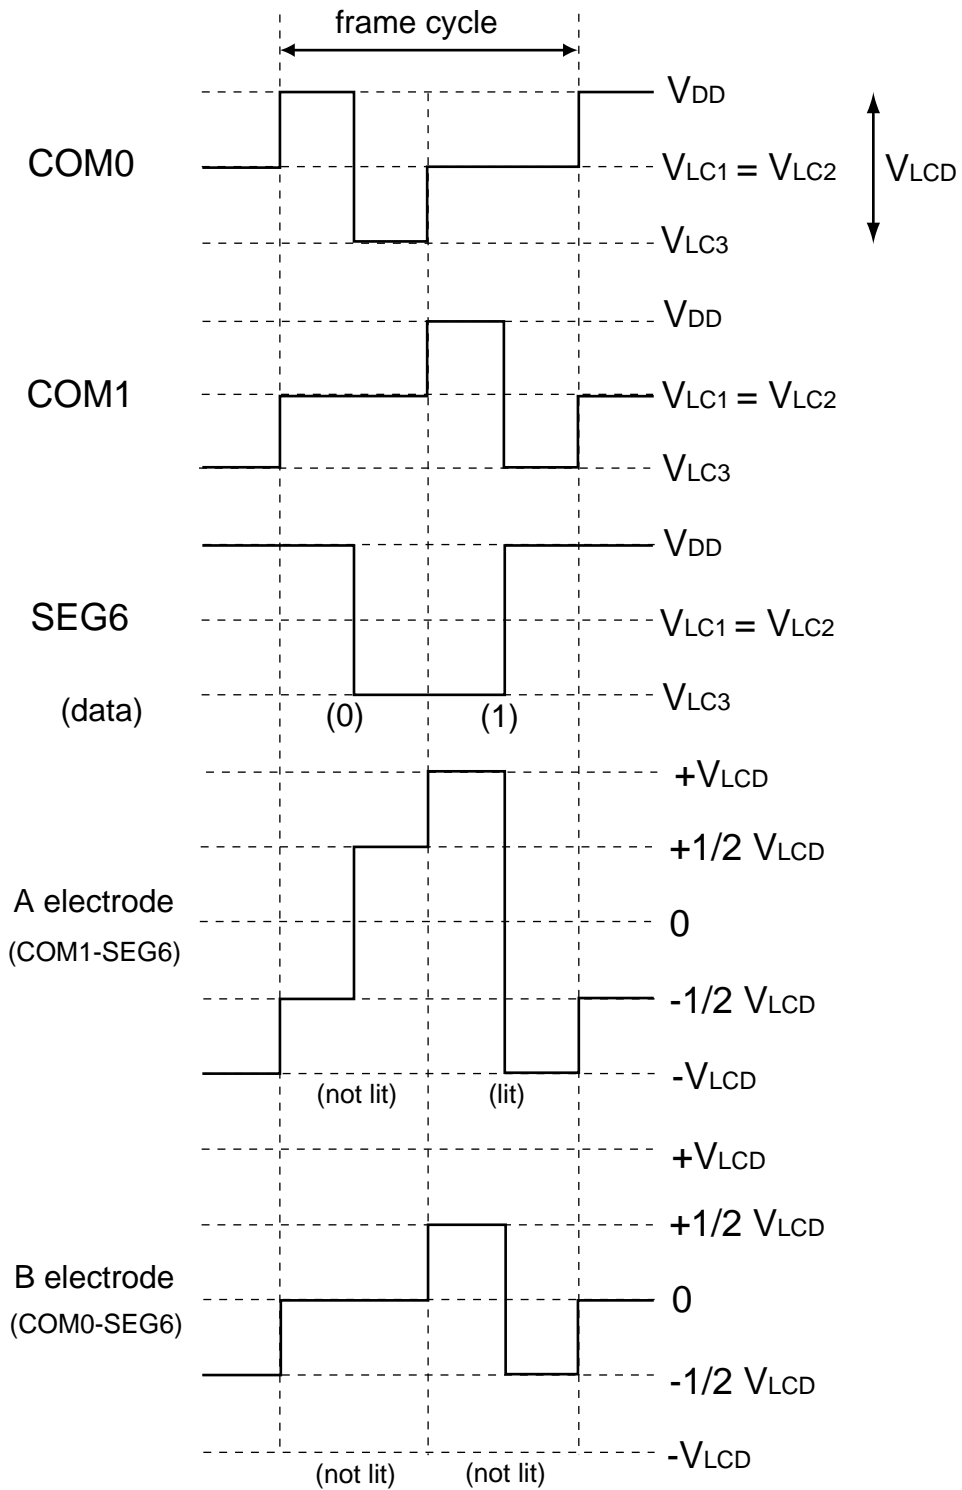 frame cycle
VDD
COM0
VLC1 = VLC2
VLCD
VLC3
VDD
COM1
VLC1 = VLC2
VLC3
VDD
SEG6
VLC1 = VLC2
(data)
VLC3
(0) (1)
+VLCD
+1/2 VLCD
A electrode
0
(COM1-SEG6)
-1/2 VLCD
-VLCD
(not lit) (lit)
+VLCD
+1/2 VLCD
B electrode
0
(COM0-SEG6)
-1/2 VLCD
-VLCD
(not lit) (not lit)